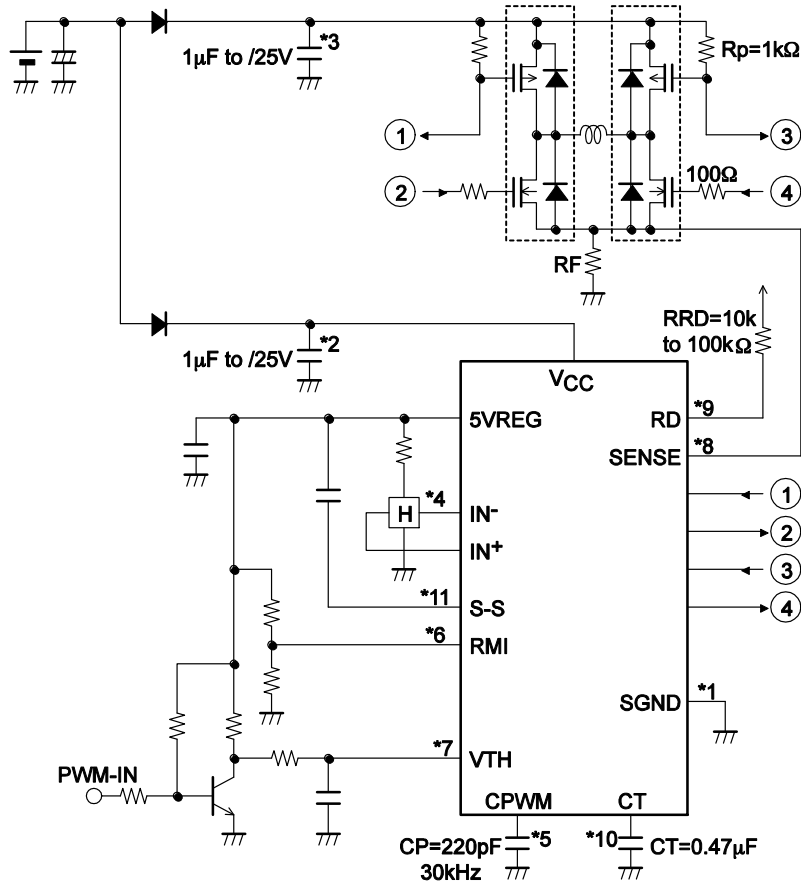 *3
1μF to /25V
Rp=1kΩ
1
3
2
100Ω
4
RF
RRD=10k
to 100kΩ
*2
1μF to /25V
VCC
*9
5VREG
RD
*8
SENSE
*4
H
IN-
1
2
IN+
3
*11
S-S
4
*6
RMI
*1
SGND
*7
VTH
PWM-IN
CPWM
CT
CP=220pF
*5
*10
CT=0.47μF
30kHz